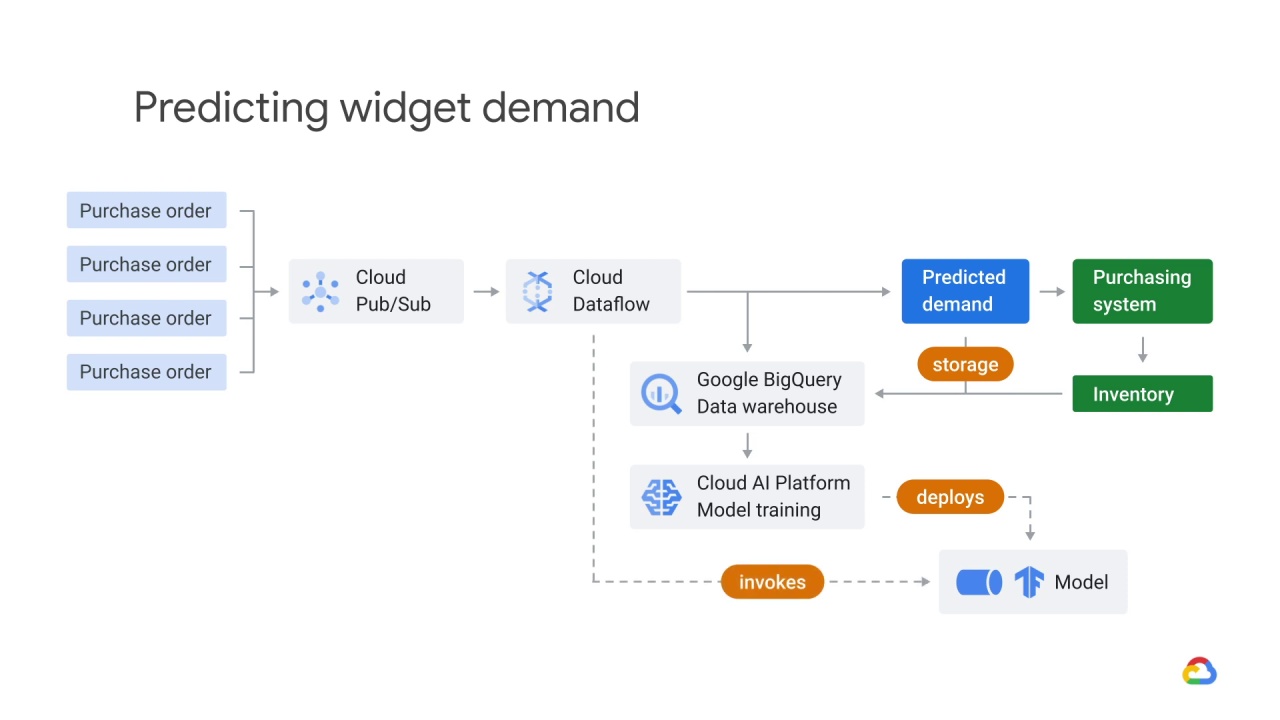 Predicting widget demand
Purchase order
Purchase order
Purchase order
Purchase order
Cloud
Pub/Sub
Cloud
Dataflow
Predicted
demand
Purchasing
system
storage
Google BigQuery
Data warehouse
Inventory
Cloud AI Platform
Model training
deploys
invokes
Model